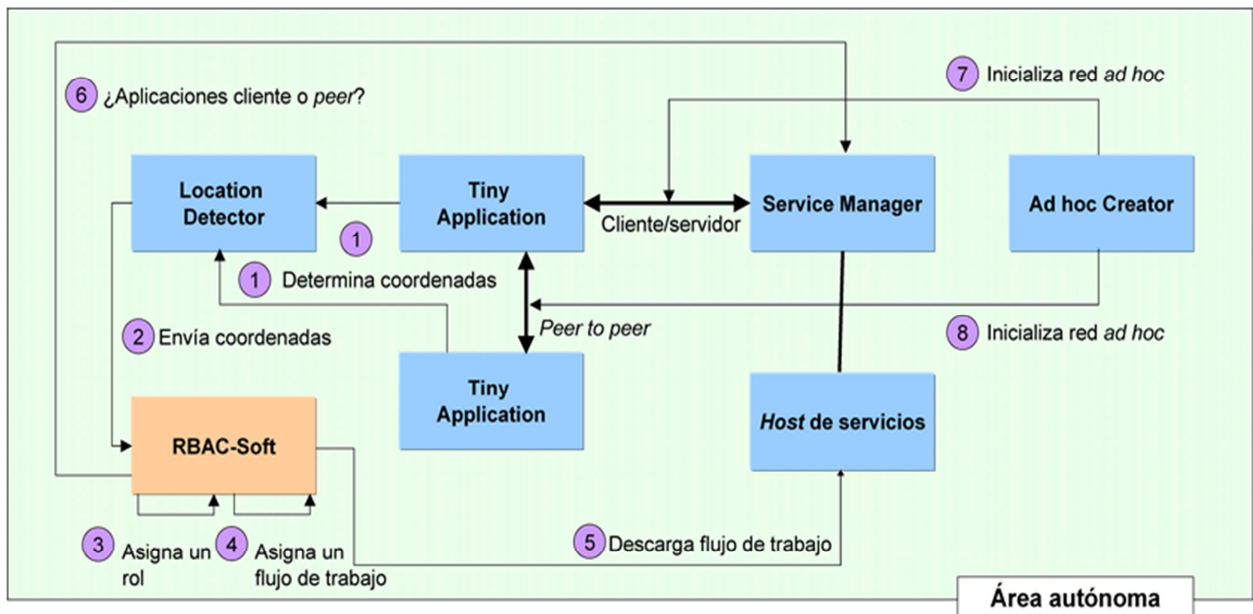 6 ¿Aplicaciones cliente o peer?
7 Inicializa red ad hoc
Location
Detector
Tiny
Application
Service Manager
Ad hoc Creator
Cliente/servidor
1
1 Determina coordenadas
Peer to peer
2 Envía coordenadas
8 Inicializa red ad hoc
Tiny
Application
Host de servicios
RBAC-Soft
3 Asigna un
rol
4 Asigna un
flujo de trabajo
5 Descarga flujo de trabajo
Área autónoma